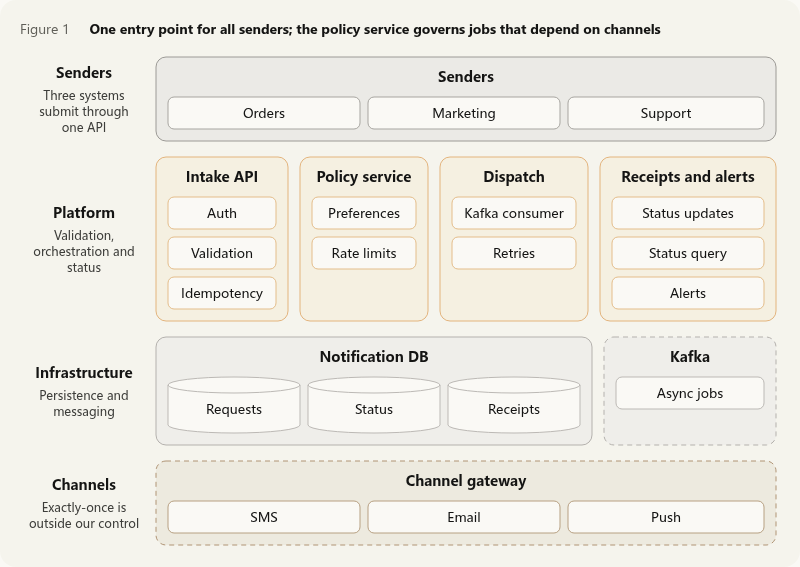 Figure 1 One entry point for all senders; the policy service governs jobs that depend on channels
Senders
Three systems
submit through
one API
Senders
Orders
Marketing
Support
Platform
Validation,
orchestration and
status
Intake API
Auth
Validation
Idempotency
Policy service
Preferences
Rate limits
Dispatch
Kafka consumer
Retries
Receipts and alerts
Status updates
Status query
Alerts
Infrastructure
Persistence and
messaging
Notification DB
Requests
Status
Receipts
Kafka
Async jobs
Channels
Exactly-once is
outside our control
Channel gateway
SMS
Email
Push